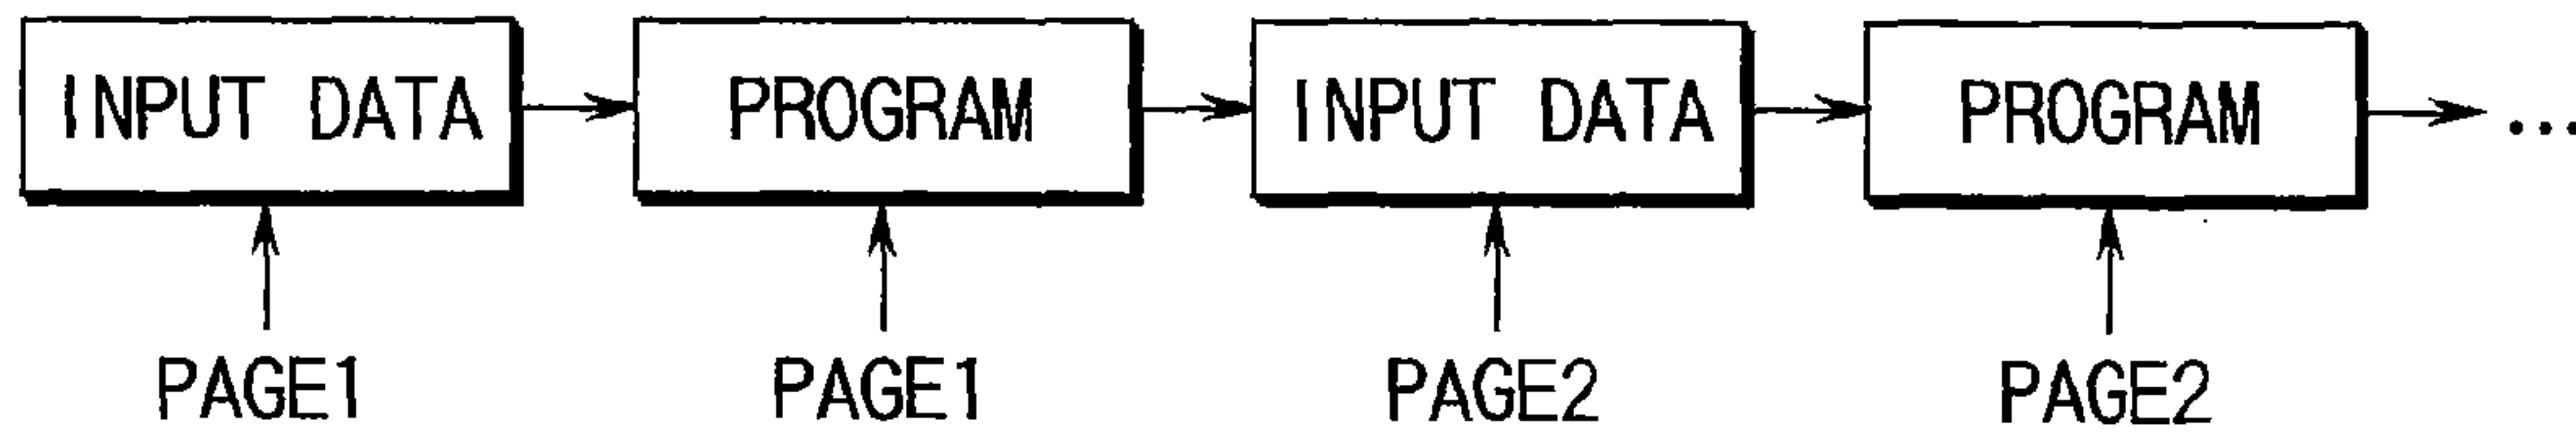 INPUT DATA PROGRAM INPUT DATA PROGRAM ...
PAGE1 PAGE1 PAGE2 PAGE2